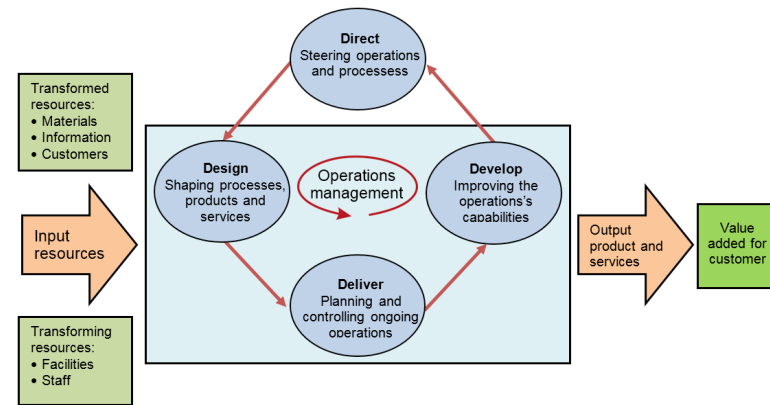 Direct
Steering operations
and processess
Transformed
resources:
• Materials
• Information
• Customers
Design
Shaping processes,
products and
services
Operations
management
Develop
Improving the
operations's
capabilities
Input
resources
Output
product and
services
Value
added for
customer
Deliver
Planning and
controlling ongoing
operations
Transforming
resources:
• Facilities
• Staff